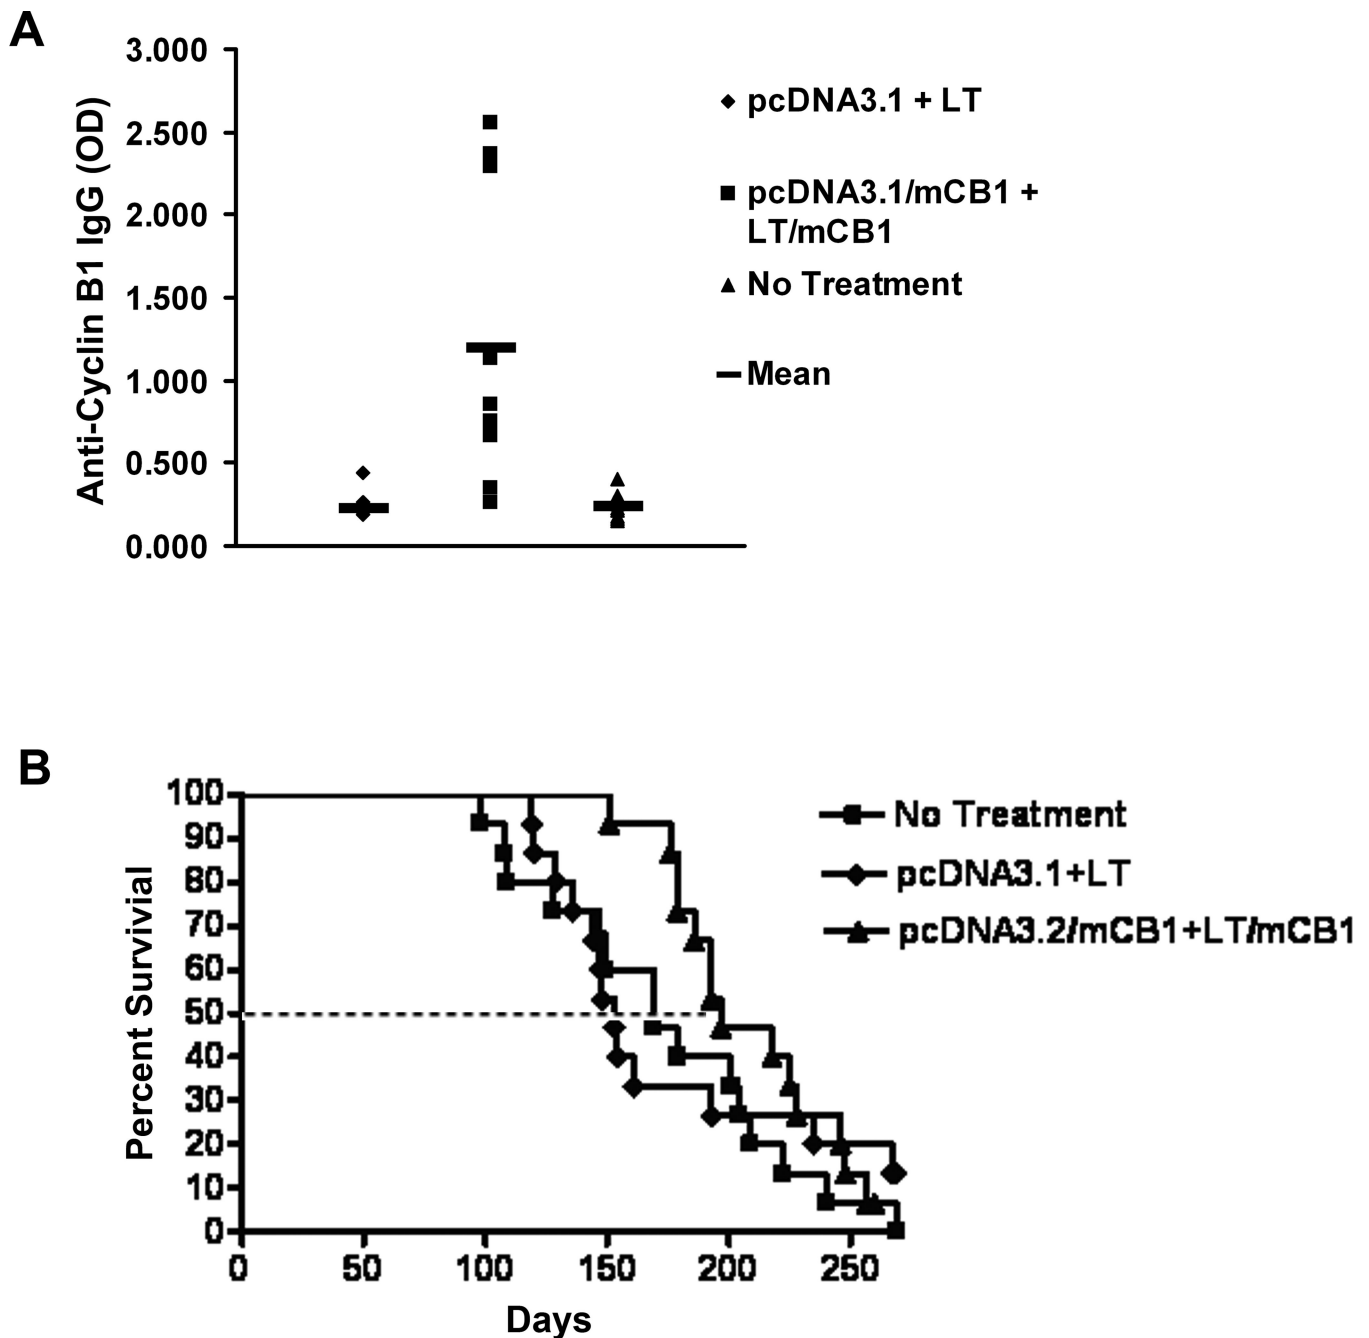 A
3.000
2.500
2.000
1.500
1.000
0.500
0.000
Anti-Cyclin B1 IgG (OD)
pcDNA3.1 + LT
pcDNA3.1/mCB1 +
LT/mCB1
No Treatment
Mean
B
100
90
80
70
60
50
40
30
20
10
0
Percent Survivial
0 50 100 150 200 250
Days
No Treatment
pcDNA3.1+LT
pcDNA3.2/mCB1+LT/mCB1